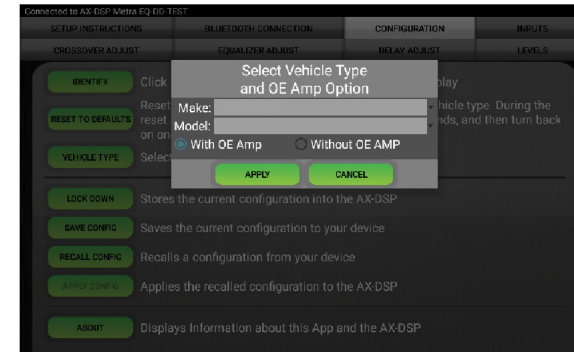 Connected to AX-DSP Metra EQ-DD-TEST
SETUP INSTRUCTIONS BLUETOOTH CONNECTION CONFIGURATION INPUTS
CROSSOVER ADJUST EQUALIZER ADJUST DELAY ADJUST LEVELS
Select Vehicle Type
and OE Amp Option
IDENTIFY Click play
Make:
RESET TO DEFAULTS Reset hicle type. During the
reset nds, and then turn back
on an
Model:
With OE Amp Without OE AMP
VEHICLE TYPE Selec
APPLY CANCEL
LOCK DOWN Stores the current configuration into the AX-DSP
SAVE CONFIG Saves the current configuration to your device
RECALL CONFIG Recalls a configuration from your device
APPLY CONFIG Applies the recalled configuration to the AX-DSP
ABOUT Displays Information about this App and the AX-DSP